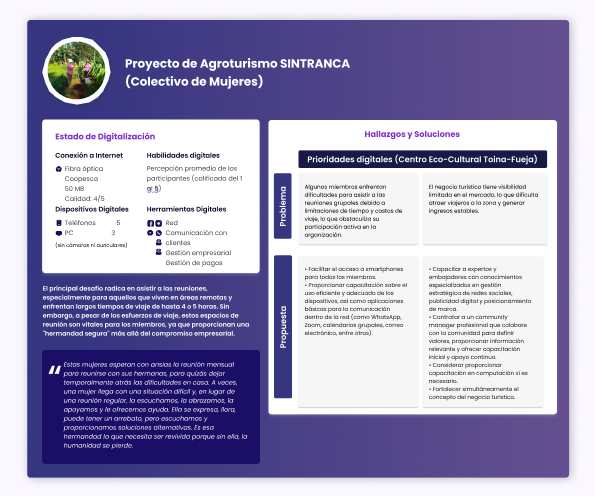 Proyecto de Agroturismo SINTRANCA
(Colectivo de Mujeres)
Estado de Digitalización
Conexión a Internet
Fibra óptica
Coopesca
50 MB
Calidad: 4/5
Dispositivos Digitales
Teléfonos 5
PC 3
(sin cámaras ni auriculares)
Habilidades digitales
Percepción promedio de los
participantes (calificada del 1
al 5)
Herramientas Digitales
Red
Comunicación con
clientes
Gestión empresarial
Gestión de pagos
El principal desafío radica en asistir a las reuniones,
especialmente para aquellos que viven en áreas remotas y
enfrentan largos tiempos de viaje de hasta 4 o 5 horas. Sin
embargo, a pesar de los esfuerzos de viaje, estos espacios de
reunión son vitales para los miembros, ya que proporcionan una
"hermandad segura" más allá del compromiso empresarial.
“
Estas mujeres esperan con ansias la reunión mensual
para reunirse con sus hermanas, para quizás dejar
temporalmente atrás las dificultades en casa. A veces,
una mujer llega con una situación difícil y, en lugar de
una reunión regular, la escuchamos, la abrazamos, la
apoyamos y le ofrecemos ayuda. Ella se expresa, llora,
puede tener un arrebato, pero escuchamos y
proporcionamos soluciones alternativas. Es esa
hermandad la que necesita ser revivida porque sin ella, la
humanidad se pierde.
Hallazgos y Soluciones
Prioridades digitales (Centro Eco-Cultural Toina-Fueja)
Problema
Algunas miembros enfrentan
dificultades para asistir a las
reuniones grupales debido a
limitaciones de tiempo y costos de
viaje, lo que obstaculiza su
participación activa en la
organización.
El negocio turístico tiene visibilidad
limitada en el mercado, lo que dificulta
atraer viajeros a la zona y generar
ingresos estables.
Propuesta
• Facilitar el acceso a smartphones
para todos los miembros.
• Proporcionar capacitación sobre el
uso eficiente y adecuado de los
dispositivos, así como aplicaciones
básicas para la comunicación
dentro de la red (como WhatsApp,
Zoom, calendarios grupales, correo
electrónico, entre otros).
• Capacitar a expertos y
embajadores con conocimientos
especializados en gestión
estratégica de redes sociales,
publicidad digital y posicionamiento
de marca.
• Contratar a un community
manager profesional que colabore
con la comunidad para definir
valores, proporcionar información
relevante y ofrecer capacitación
inicial y apoyo continuo.
• Considerar proporcionar
capacitación en computación si es
necesario.
• Fortalecer simultáneamente el
concepto del negocio turístico.